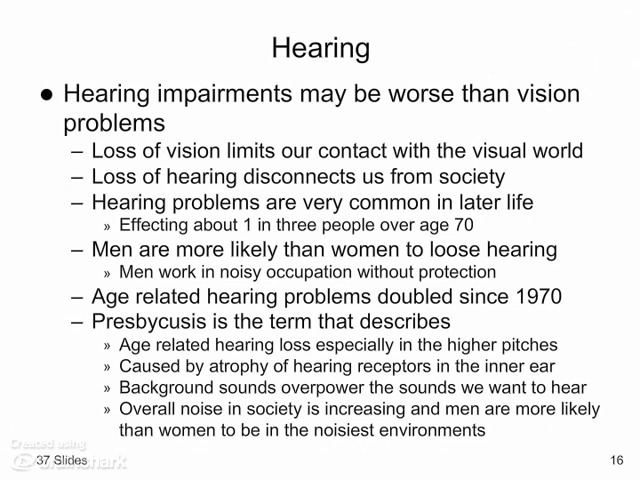 Hearing
● Hearing impairments may be worse than vision
problems
– Loss of vision limits our contact with the visual world
– Loss of hearing disconnects us from society
– Hearing problems are very common in later life
» Effecting about 1 in three people over age 70
– Men are more likely than women to loose hearing
» Men work in noisy occupation without protection
– Age related hearing problems doubled since 1970
– Presbycusis is the term that describes
» Age related hearing loss especially in the higher pitches
» Caused by atrophy of hearing receptors in the inner ear
» Background sounds overpower the sounds we want to hear
» Overall noise in society is increasing and men are more likely
than women to be in the noisiest environments
Created using
brainshark
37 Slides
16